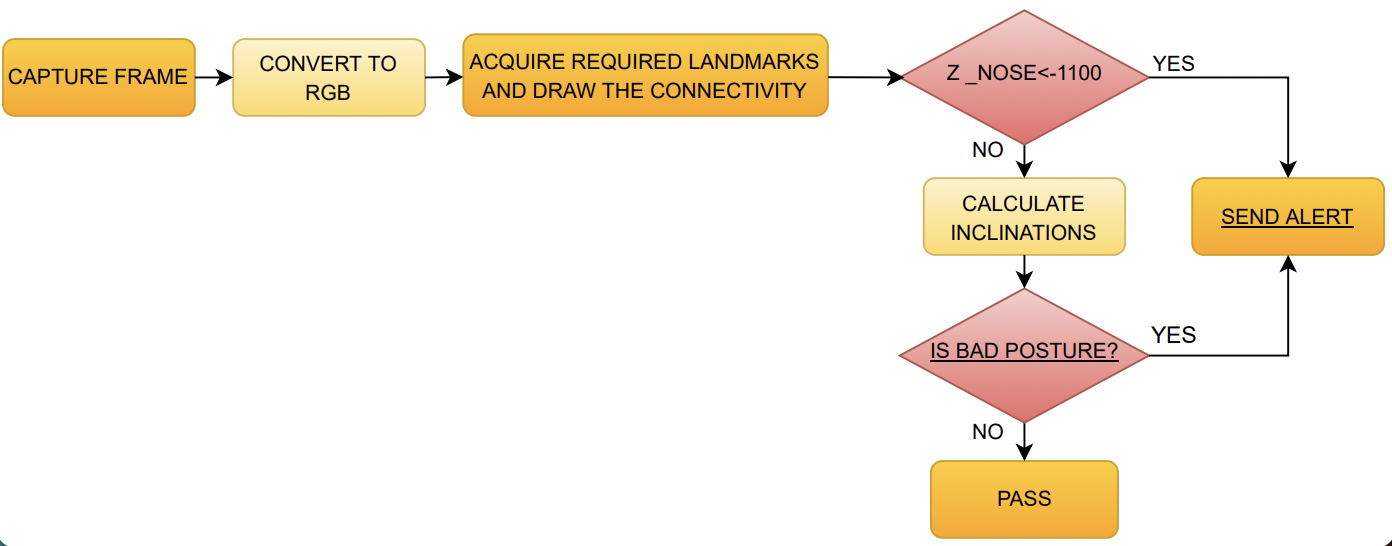 CAPTURE FRAME
CONVERT TO
RGB
ACQUIRE REQUIRED LANDMARKS
AND DRAW THE CONNECTIVITY
Z _NOSE<-1100
YES
NO
CALCULATE
INCLINATIONS
SEND ALERT
IS BAD POSTURE?
YES
NO
PASS